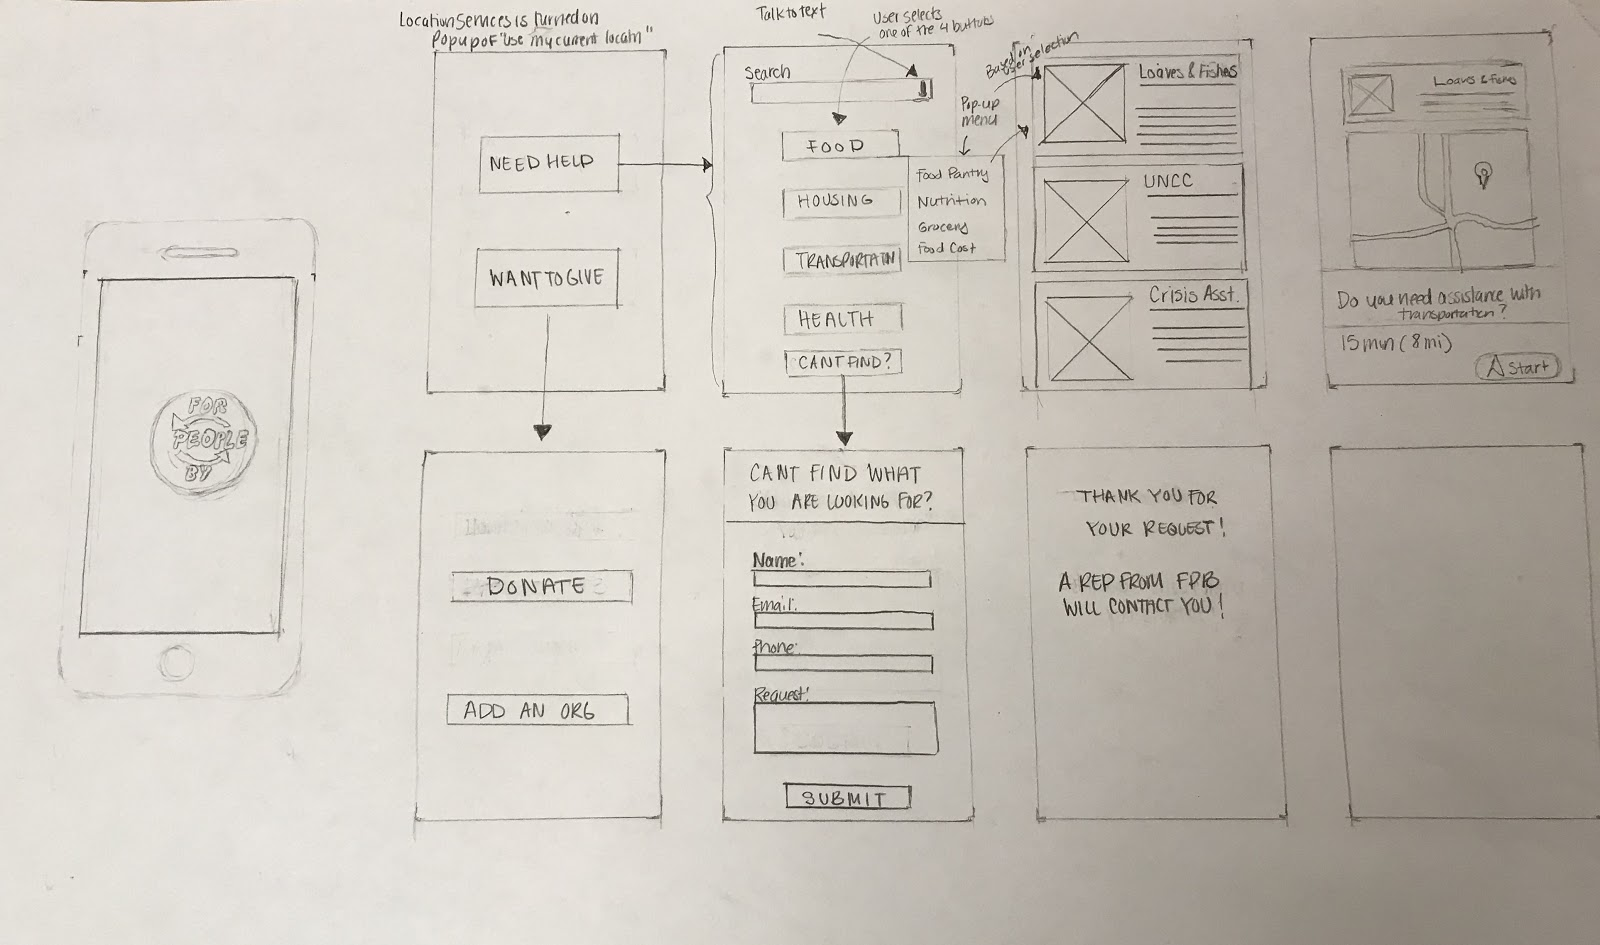 Location Services is turned on
Popup of "use my current locatn"
NEED HELP
WANT TO GIVE
FOR
PEOPLE
BY
Talk to text
User selects
one of the 4 buttons
Search
FOOD
HOUSING
TRANSPORTATN
HEALTH
CANT FIND?
Pop-up
menu
Food Pantry
Nutrition
Grocery
Food Cost
Based on
User selection
Loaves & Fishes
UNCC
Crisis Asst.
Loaves & Fishes
Do you need assistance with
transportation?
15 min (8 mi)
Start
DONATE
ADD AN ORG
CANT FIND WHAT
YOU ARE LOOKING FOR?
Name:
Email:
Phone:
Request:
SUBMIT
THANK YOU FOR
YOUR REQUEST!
A REP FROM FPB
WILL CONTACT YOU!